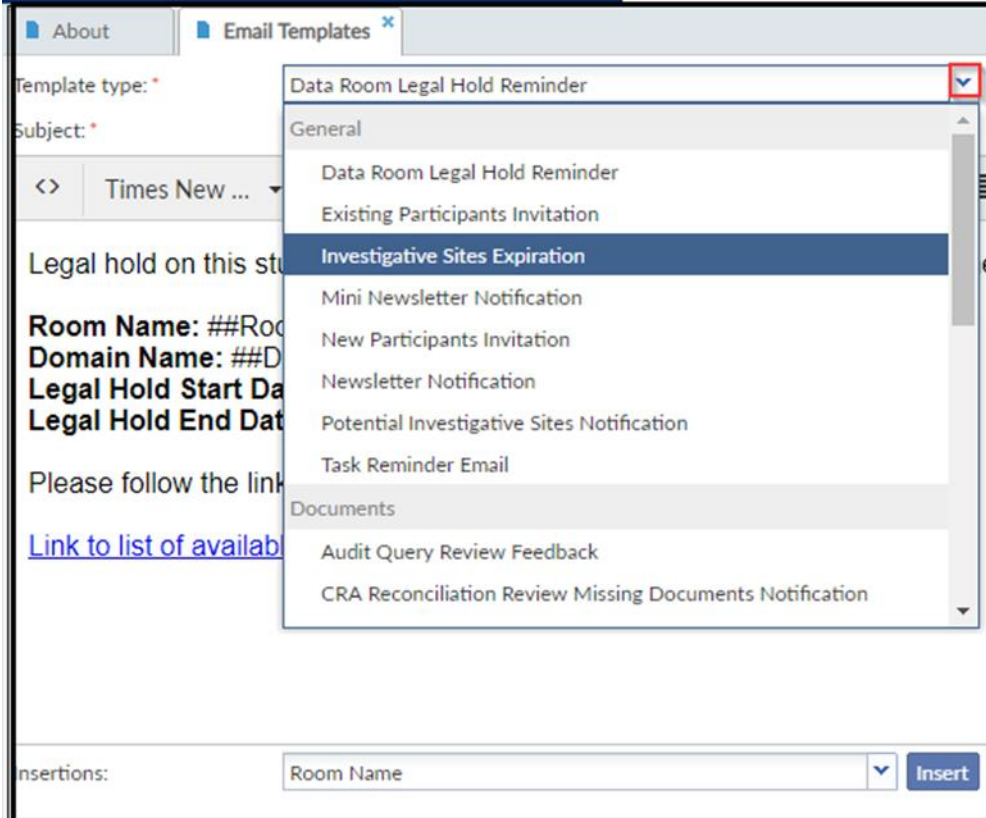 About
Email Templates
Template type: *
Data Room Legal Hold Reminder
Subject: *
General
Data Room Legal Hold Reminder
Existing Participants Invitation
Investigative Sites Expiration
Mini Newsletter Notification
New Participants Invitation
Newsletter Notification
Potential Investigative Sites Notification
Task Reminder Email
Documents
Audit Query Review Feedback
CRA Reconciliation Review Missing Documents Notification
<> Times New ...
Legal hold on this stu
Room Name: ##Roo
Domain Name: ##D
Legal Hold Start Da
Legal Hold End Dat
Please follow the link
Link to list of availabl
Insertions:
Room Name
Insert